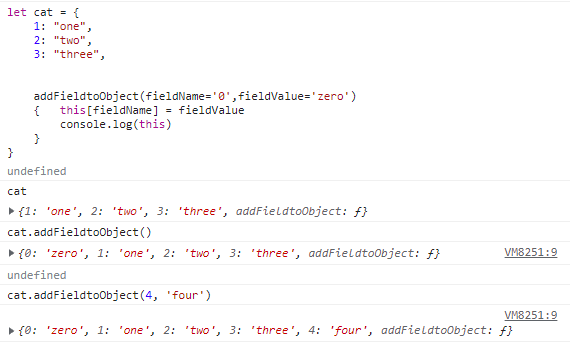 let cat = {
    1: "one",
    2: "two",
    3: "three",
    addFieldtoObject(fieldName='0',fieldValue='zero')
    {   this[fieldName] = fieldValue
        console.log(this)
    }
}
undefined
cat
▶{1: 'one', 2: 'two', 3: 'three', addFieldtoObject: ƒ}
cat.addFieldtoObject()
▶{0: 'zero', 1: 'one', 2: 'two', 3: 'three', addFieldtoObject: ƒ} VM8251:9
undefined
cat.addFieldtoObject(4, 'four')
VM8251:9
▶{0: 'zero', 1: 'one', 2: 'two', 3: 'three', 4: 'four', addFieldtoObject: ƒ}